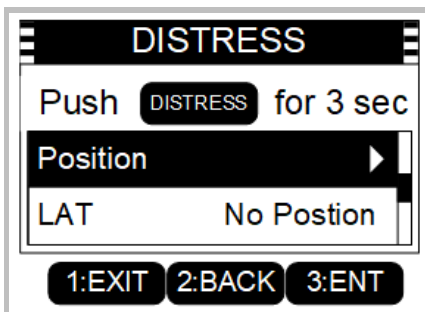 DISTRESS
Push DISTRESS for 3 sec
Position
LAT No Postion
1:EXIT 2:BACK 3:ENT